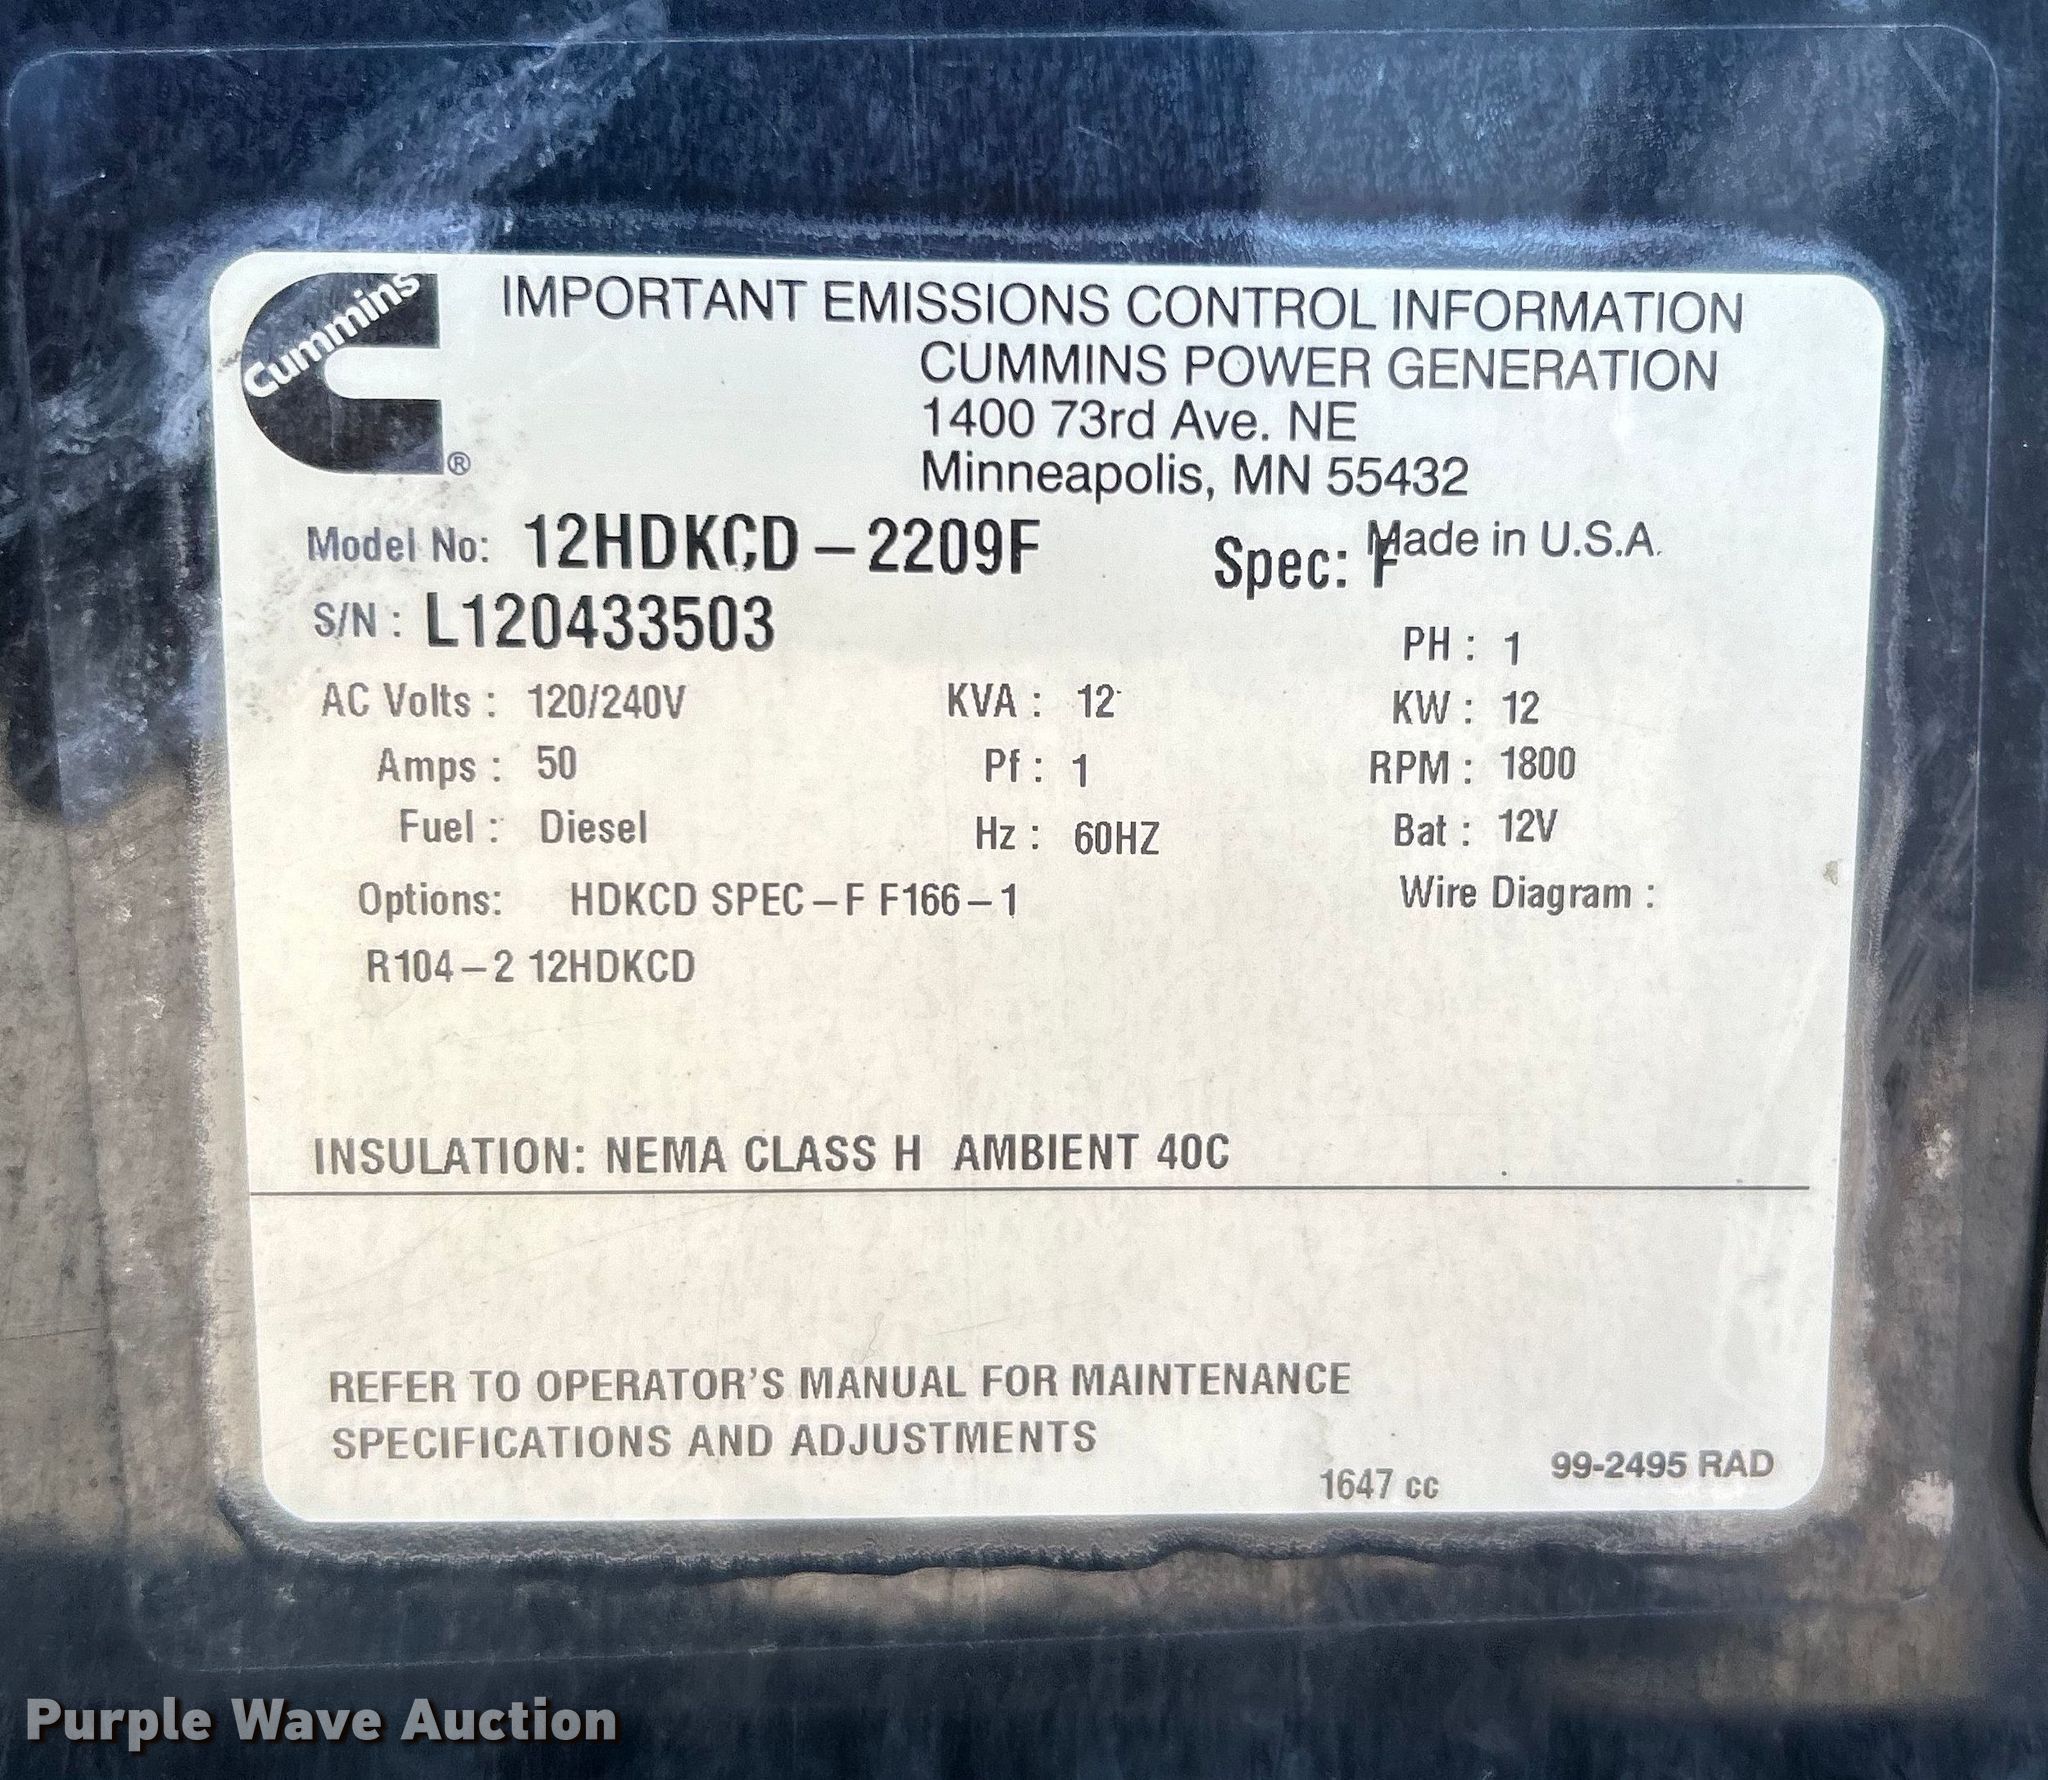 Cummins
®
IMPORTANT EMISSIONS CONTROL INFORMATION
CUMMINS POWER GENERATION
1400 73rd Ave. NE
Minneapolis, MN 55432
Made in U.S.A.
Model No: 12HDKCD-2209F Spec: F
S/N: L120433503 PH: 1
AC Volts: 120/240V KVA: 12 KW: 12
Amps: 50 Pf: 1 RPM: 1800
Fuel: Diesel Hz: 60HZ Bat: 12V
Options: HDKCD SPEC-F F166-1 Wire Diagram:
R104-2 12HDKCD
INSULATION: NEMA CLASS H AMBIENT 40C
REFER TO OPERATOR'S MANUAL FOR MAINTENANCE
SPECIFICATIONS AND ADJUSTMENTS
1647 cc 99-2495 RAD
Purple Wave Auction